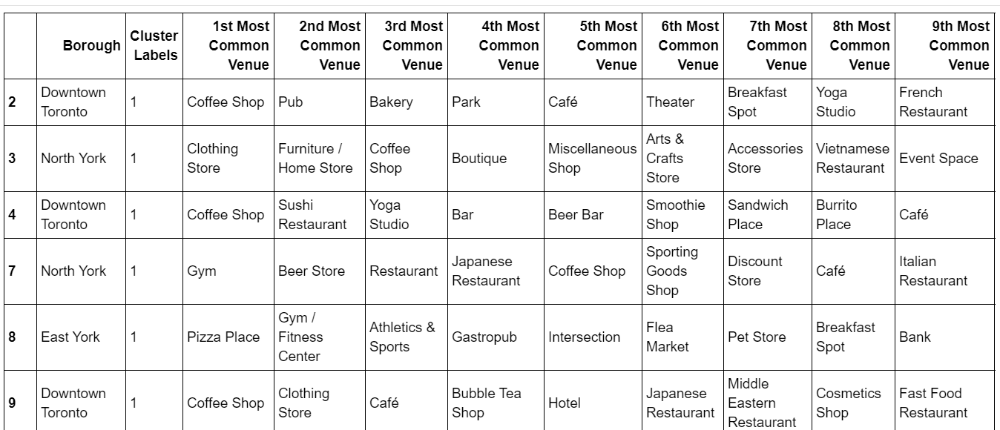 Borough Cluster Labels 1st Most Common Venue 2nd Most Common Venue 3rd Most Common Venue 4th Most Common Venue 5th Most Common Venue 6th Most Common Venue 7th Most Common Venue 8th Most Common Venue 9th Most Common Venue
2 Downtown Toronto 1 Coffee Shop Pub Bakery Park Café Theater Breakfast Spot Yoga Studio French Restaurant
3 North York 1 Clothing Store Furniture / Home Store Coffee Shop Boutique Miscellaneous Shop Arts & Crafts Store Accessories Store Vietnamese Restaurant Event Space
4 Downtown Toronto 1 Coffee Shop Sushi Restaurant Yoga Studio Bar Beer Bar Smoothie Shop Sandwich Place Burrito Place Café
7 North York 1 Gym Beer Store Restaurant Japanese Restaurant Coffee Shop Sporting Goods Shop Discount Store Café Italian Restaurant
8 East York 1 Pizza Place Gym / Fitness Center Athletics & Sports Gastropub Intersection Flea Market Pet Store Breakfast Spot Bank
9 Downtown Toronto 1 Coffee Shop Clothing Store Café Bubble Tea Shop Hotel Japanese Restaurant Middle Eastern Restaurant Cosmetics Shop Fast Food Restaurant